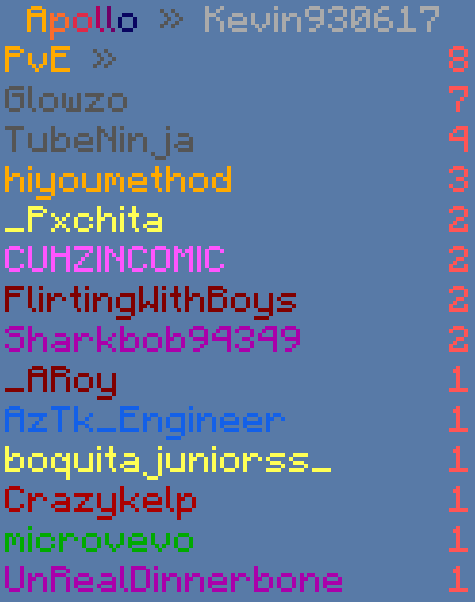 Apollo » Kevin930617
PvE » 8
Glowzo 7
TubeNinja 4
hiyoumethod 3
_Pxchita 2
CUHZINCOMIC 2
FlirtingWithBoys 2
Sharkbob94349 2
_ARoy 1
AzTk_Engineer 1
boquitajuniorss_ 1
Crazykelp 1
microvevo 1
UnRealDinnerbone 1